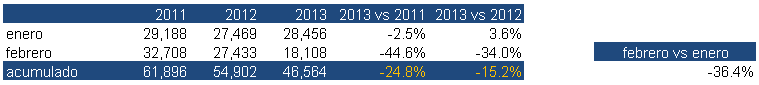 2011 2012 2013 2013 vs 2011 2013 vs 2012
enero 29,188 27,469 28,456 -2.5% 3.6%
febrero 32,708 27,433 18,108 -44.6% -34.0% febrero vs enero
acumulado 61,896 54,902 46,564 -24.8% -15.2% -36.4%